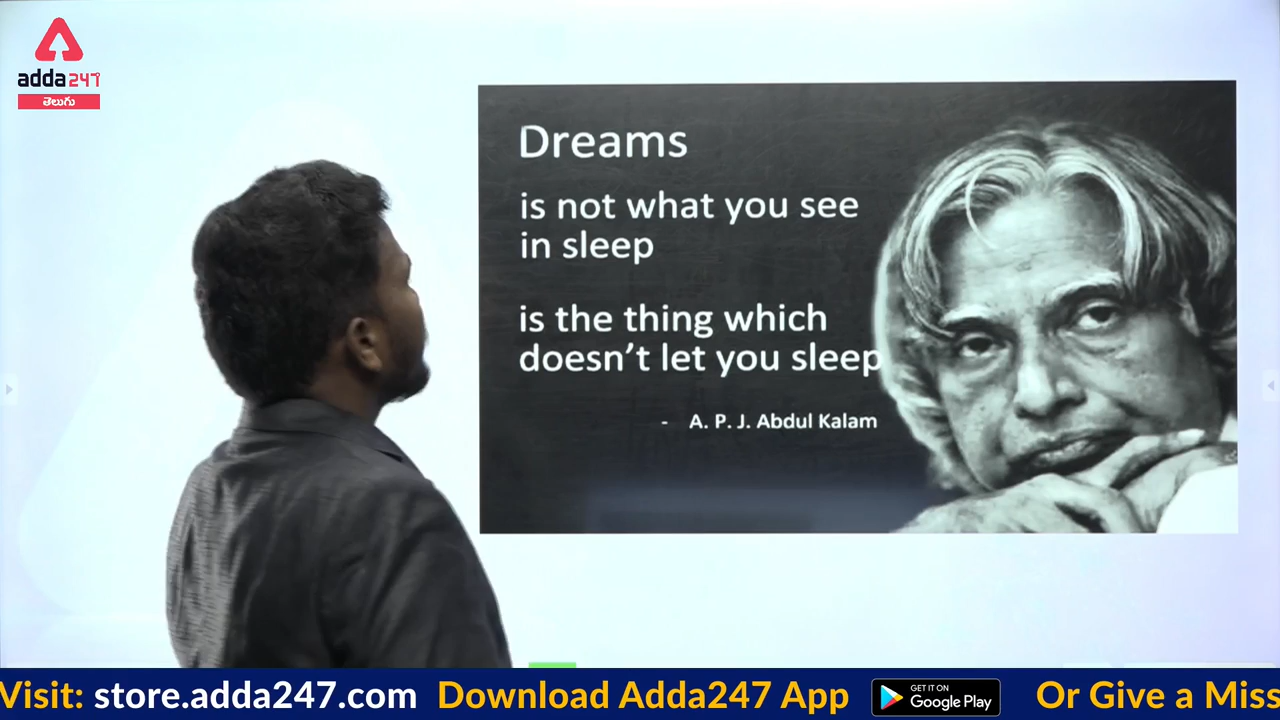 adda247
తెలుగు
Dreams
is not what you see
in sleep
is the thing which
doesn't let you sleep
- A. P. J. Abdul Kalam
Visit: store.adda247.com Download Adda247 App GET IT ON Google Play Or Give a Miss